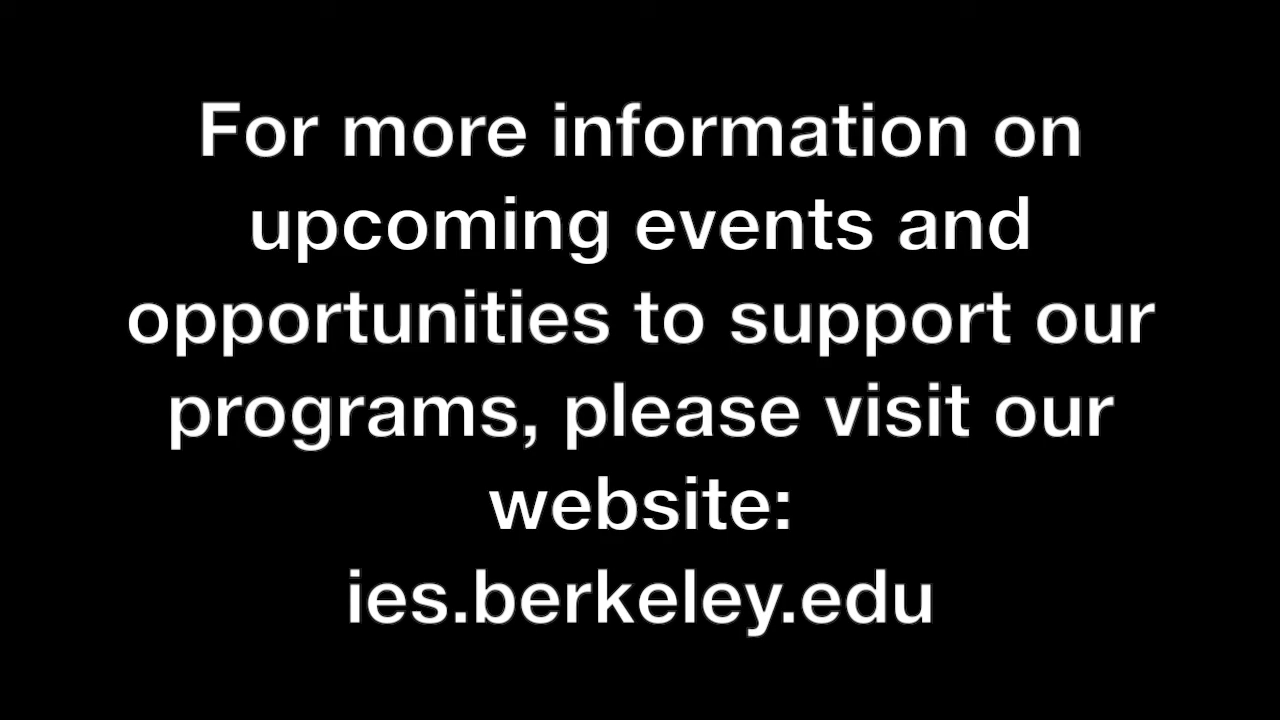 For more information on
upcoming events and
opportunities to support our
programs, please visit our
website:
ies.berkeley.edu